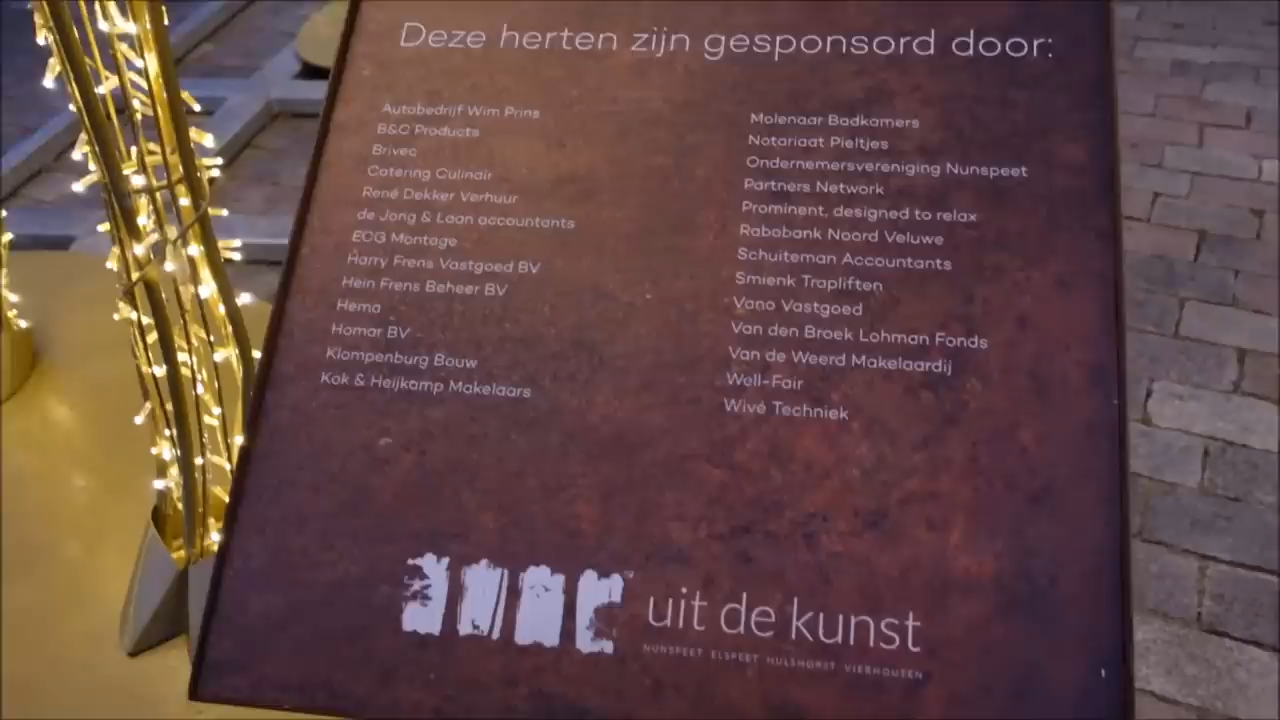 Deze herten zijn gesponsord door:
Autobedrijf Wim Prins
B&C Products
Brivec
Catering Culinair
René Dekker Verhuur
de Jong & Laan accountants
ECG Montage
Harry Frens Vastgoed BV
Hein Frens Beheer BV
Hema
Homar BV
Klompenburg Bouw
Kok & Heijkamp Makelaars
Molenaar Badkamers
Notariaat Pieltjes
Ondernemersvereniging Nunspeet
Partners Network
Prominent, designed to relax
Rabobank Noord Veluwe
Schuiteman Accountants
Smienk Trapliften
Vano Vastgoed
Van den Broek Lohman Fonds
Van de Weerd Makelaardij
Well-Fair
Wivé Techniek
uit de kunst
NUNSPEET ELSPEET HULSHORST VIERHOUTEN